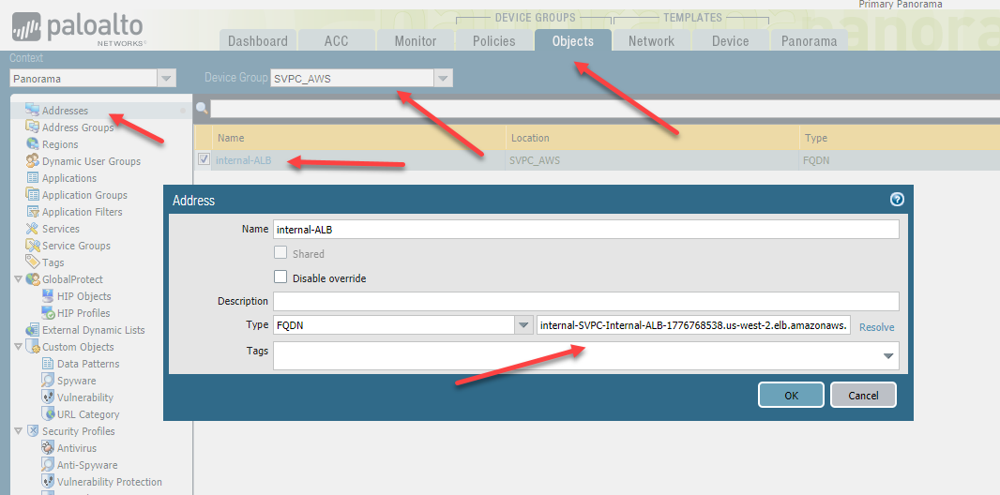 Primary Panorama
paloalto
NETWORKS®
DEVICE GROUPS
TEMPLATES
Dashboard
ACC
Monitor
Policies
Objects
Network
Device
Panorama
Context
Panorama
Device Group
SVPC_AWS
Addresses
Address Groups
Regions
Dynamic User Groups
Applications
Application Groups
Application Filters
Services
Service Groups
Tags
GlobalProtect
HIP Objects
HIP Profiles
External Dynamic Lists
Custom Objects
Data Patterns
Spyware
Vulnerability
URL Category
Security Profiles
Antivirus
Anti-Spyware
Vulnerability Protection
Name Location Type
internal-ALB SVPC_AWS FQDN
Address
Name internal-ALB
Shared
Disable override
Description
Type FQDN internal-SVPC-Internal-ALB-1776768538.us-west-2.elb.amazonaws. Resolve
Tags
OK Cancel